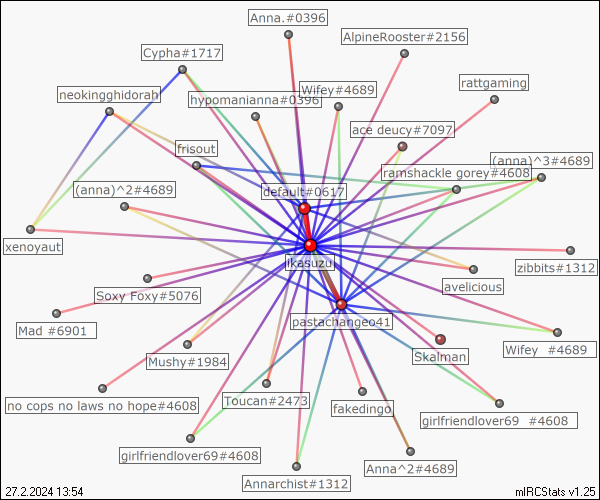 Anna.#0396
AlpineRooster#2156
Cypha#1717
rattgaming
Wifey#4689
neokingghidorah
hypomanianna#0396
ace deucy#7097
frisout
(anna)^3#4689
ramshackle gorey#4608
(anna)^2#4689
default#0617
xenoyaut
ikasuzu
zibbits#1312
avelicious
Soxy Foxy#5076
Mad #6901
pastachangeo41
Wifey #4689
Skalman
Mushy#1984
Toucan#2473
no cops no laws no hope#4608
fakedingo
girlfriendlover69 #4608
girlfriendlover69#4608
Anna^2#4689
Annarchist#1312
27.2.2024 13:54
mIRCStats v1.25